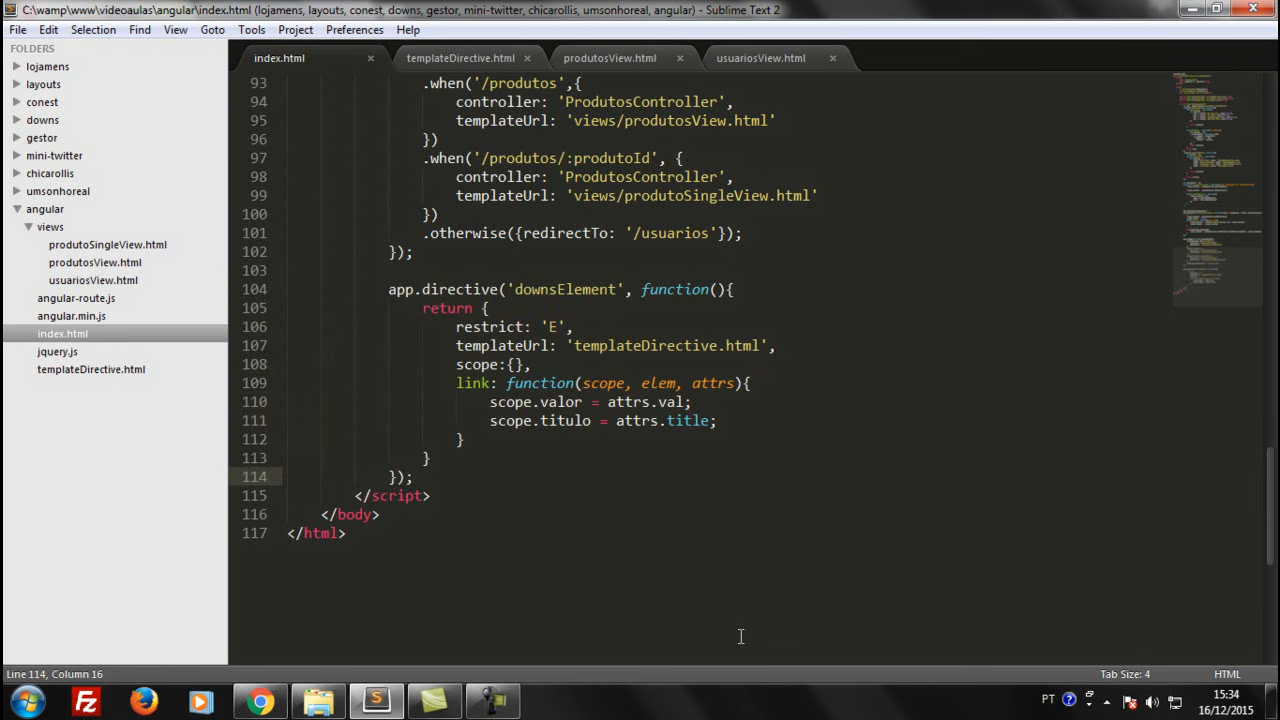 C:\wamp\www\videoaulas\angular\index.html (lojamens, layouts, conest, downs, gestor, mini-twitter, chicarollis, umsonhoreal, angular) - Sublime Text 2
File Edit Selection Find View Goto Tools Project Preferences Help
FOLDERS
lojamens
layouts
conest
downs
gestor
mini-twitter
chicarollis
umsonhoreal
angular
views
produtoSingleView.html
produtosView.html
usuariosView.html
angular-route.js
angular.min.js
index.html
jquery.js
templateDirective.html
index.html × templateDirective.html × produtosView.html × usuariosView.html ×
93 .when('/produtos',{
94 controller: 'ProdutosController',
95 templateUrl: 'views/produtosView.html'
96 })
97 .when('/produtos/:produtoId', {
98 controller: 'ProdutosController',
99 templateUrl: 'views/produtoSingleView.html'
100 })
101 .otherwise({redirectTo: '/usuarios'});
102 });
103
104 app.directive('downsElement', function(){
105 return {
106 restrict: 'E',
107 templateUrl: 'templateDirective.html',
108 scope:{},
109 link: function(scope, elem, attrs){
110 scope.valor = attrs.val;
111 scope.titulo = attrs.title;
112 }
113 }
114 });
115 </script>
116 </body>
117 </html>
Line 114, Column 16 Tab Size: 4 HTML
PT 15:34
16/12/2015